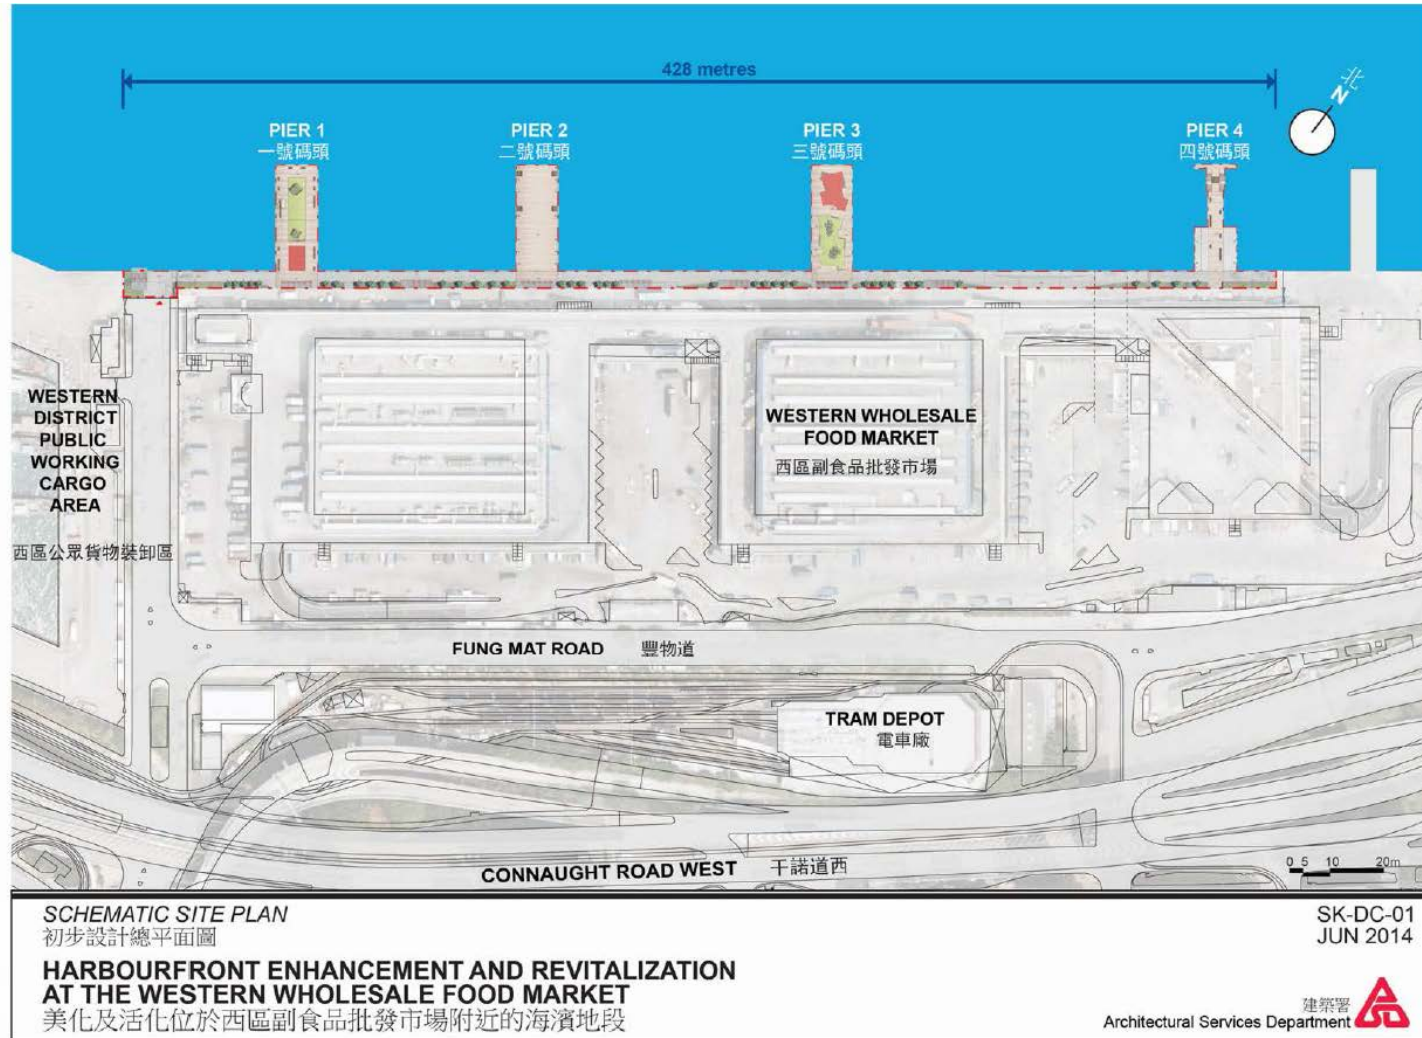 428 metres
北
N
PIER 1
一號碼頭
PIER 2
二號碼頭
PIER 3
三號碼頭
PIER 4
四號碼頭
WESTERN
DISTRICT
PUBLIC
WORKING
CARGO
AREA
西區公眾貨物裝卸區
WESTERN WHOLESALE
FOOD MARKET
西區副食品批發市場
FUNG MAT ROAD 豐物道
TRAM DEPOT
電車廠
CONNAUGHT ROAD WEST 干諾道西
0 5 10 20m
SCHEMATIC SITE PLAN
初步設計總平面圖
HARBOURFRONT ENHANCEMENT AND REVITALIZATION
AT THE WESTERN WHOLESALE FOOD MARKET
美化及活化位於西區副食品批發市場附近的海濱地段
SK-DC-01
JUN 2014
建築署
Architectural Services Department